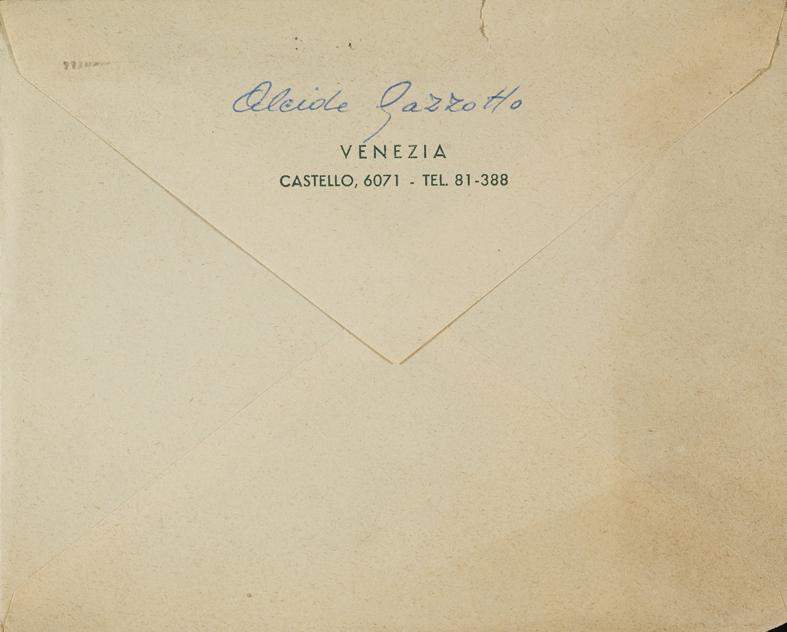 Alcide Gazzotto
VENEZIA
CASTELLO, 6071 - TEL. 81-388